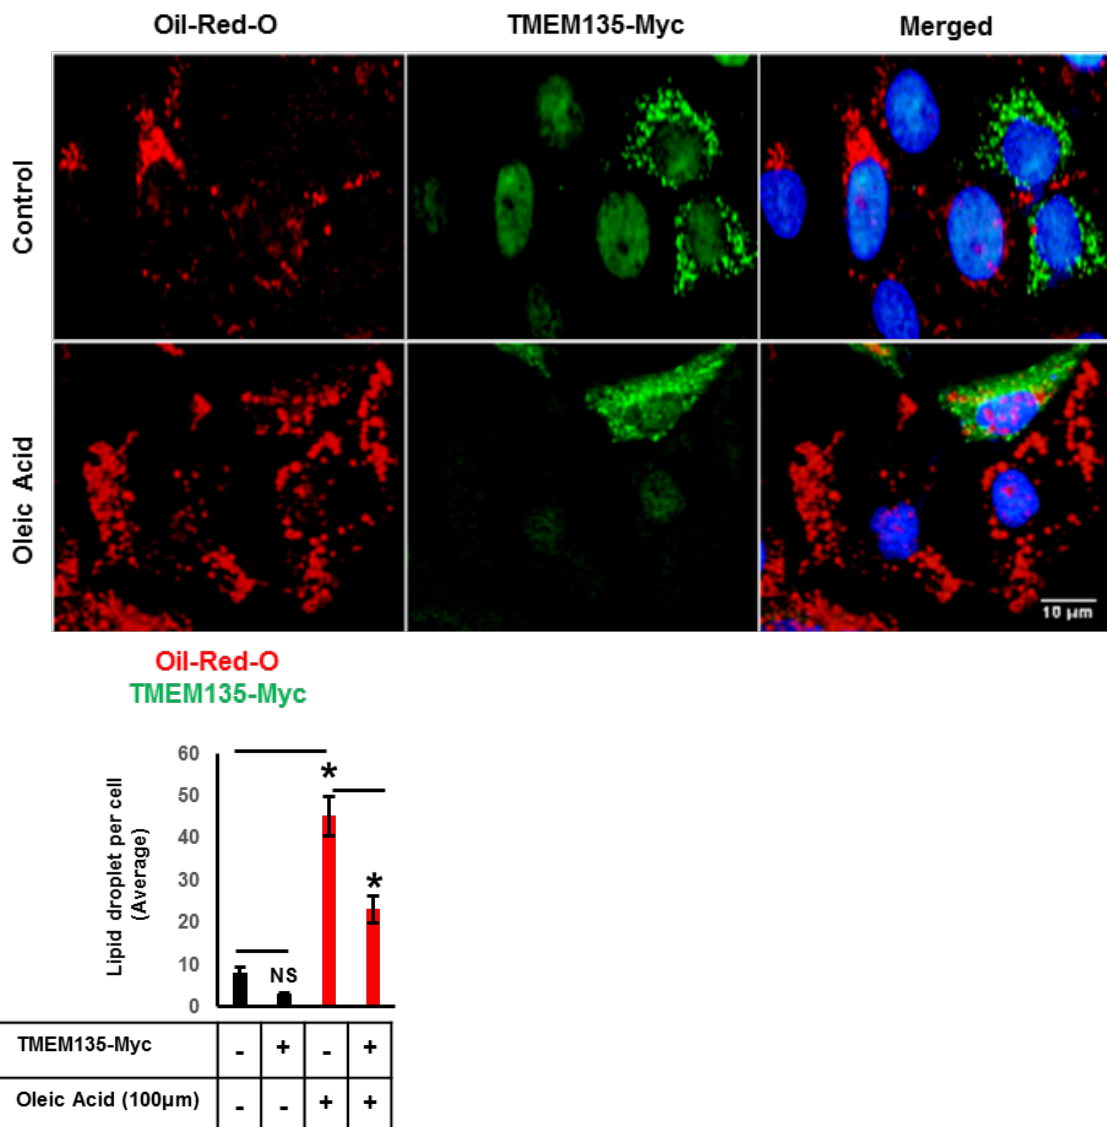 Oil-Red-O TMEM135-Myc Merged
Control
Oleic Acid
10 µm
Oil-Red-O
TMEM135-Myc
Lipid droplet per cell
(Average)
60
50
40
30
20
10
0
*
*
NS
TMEM135-Myc - + - +
Oleic Acid (100µm) - - + +